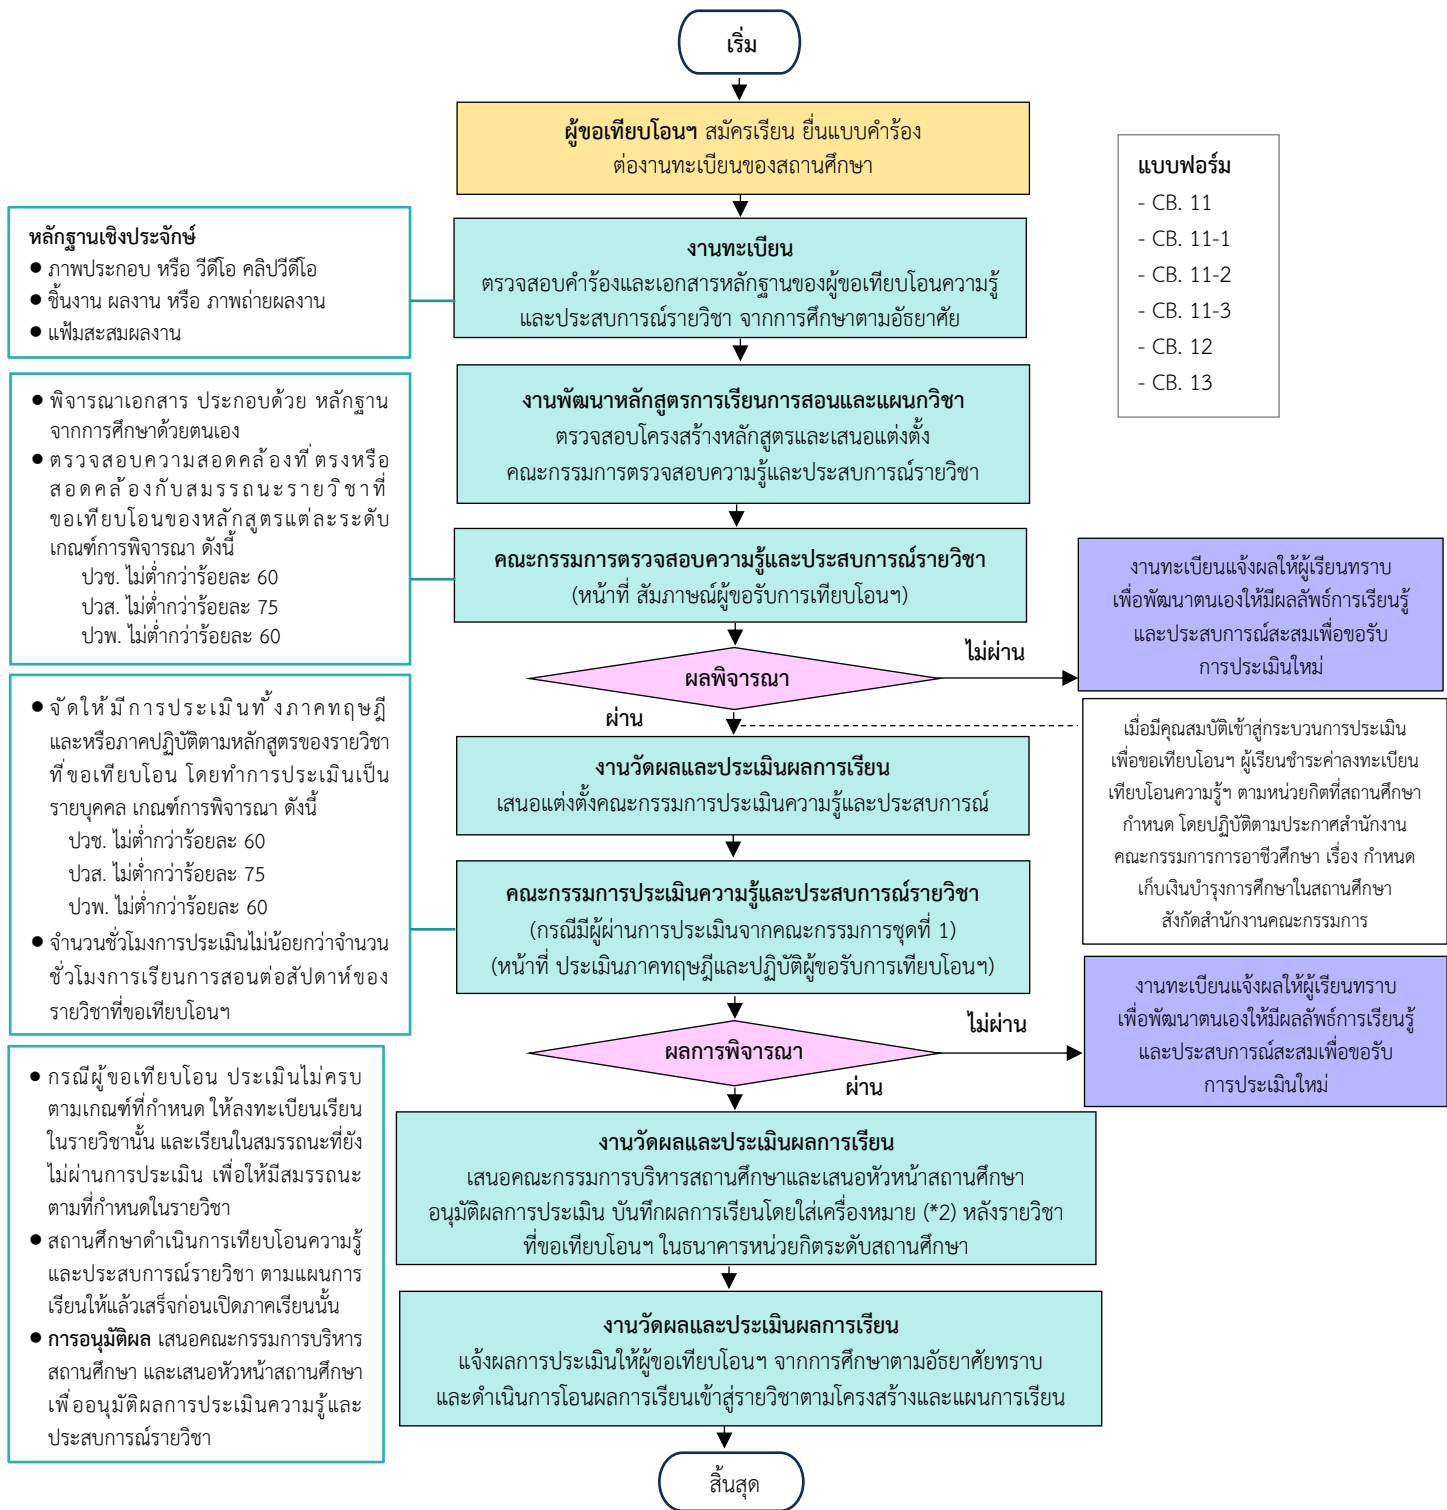 เริ่ม
ผู้ขอเทียบโอนฯ สมัครเรียน ยื่นแบบคำร้อง
ต่องานทะเบียนของสถานศึกษา
แบบฟอร์ม
- CB. 11
- CB. 11-1
- CB. 11-2
- CB. 11-3
- CB. 12
- CB. 13
หลักฐานเชิงประจักษ์
● ภาพประกอบ หรือ วีดีโอ คลิปวีดีโอ
● ชิ้นงาน ผลงาน หรือ ภาพถ่ายผลงาน
● แฟ้มสะสมผลงาน
งานทะเบียน
ตรวจสอบคำร้องและเอกสารหลักฐานของผู้ขอเทียบโอนความรู้
และประสบการณ์รายวิชา จากการศึกษาตามอัธยาศัย
● พิจารณาเอกสาร ประกอบด้วย หลักฐาน
จากการศึกษาด้วยตนเอง
● ตรวจสอบความสอดคล้องที่ตรงหรือ
สอดคล้องกับสมรรถนะรายวิชาที่
ขอเทียบโอนของหลักสูตรแต่ละระดับ
เกณฑ์การพิจารณา ดังนี้
ปวช. ไม่ต่ำกว่าร้อยละ 60
ปวส. ไม่ต่ำกว่าร้อยละ 75
ปวพ. ไม่ต่ำกว่าร้อยละ 60
งานพัฒนาหลักสูตรการเรียนการสอนและแผนกวิชา
ตรวจสอบโครงสร้างหลักสูตรและเสนอแต่งตั้ง
คณะกรรมการตรวจสอบความรู้และประสบการณ์รายวิชา
คณะกรรมการตรวจสอบความรู้และประสบการณ์รายวิชา
(หน้าที่ สัมภาษณ์ผู้ขอรับการเทียบโอนฯ)
งานทะเบียนแจ้งผลให้ผู้เรียนทราบ
เพื่อพัฒนาตนเองให้มีผลลัพธ์การเรียนรู้
และประสบการณ์สะสมเพื่อขอรับ
การประเมินใหม่
ผลพิจารณา
ไม่ผ่าน
ผ่าน
● จัดให้มีการประเมินทั้งภาคทฤษฎี
และหรือภาคปฏิบัติตามหลักสูตรของรายวิชา
ที่ขอเทียบโอน โดยทำการประเมินเป็น
รายบุคคล เกณฑ์การพิจารณา ดังนี้
ปวช. ไม่ต่ำกว่าร้อยละ 60
ปวส. ไม่ต่ำกว่าร้อยละ 75
ปวพ. ไม่ต่ำกว่าร้อยละ 60
● จำนวนชั่วโมงการประเมินไม่น้อยกว่าจำนวน
ชั่วโมงการเรียนการสอนต่อสัปดาห์ของ
รายวิชาที่ขอเทียบโอนฯ
งานวัดผลและประเมินผลการเรียน
เสนอแต่งตั้งคณะกรรมการประเมินความรู้และประสบการณ์
เมื่อมีคุณสมบัติเข้าสู่กระบวนการประเมิน
เพื่อขอเทียบโอนฯ ผู้เรียนชำระค่าลงทะเบียน
เทียบโอนความรู้ฯ ตามหน่วยกิตที่สถานศึกษา
กำหนด โดยปฏิบัติตามประกาศสำนักงาน
คณะกรรมการการอาชีวศึกษา เรื่อง กำหนด
เก็บเงินบำรุงการศึกษาในสถานศึกษา
สังกัดสำนักงานคณะกรรมการ
คณะกรรมการประเมินความรู้และประสบการณ์รายวิชา
(กรณีมีผู้ผ่านการประเมินจากคณะกรรมการชุดที่ 1)
(หน้าที่ ประเมินภาคทฤษฎีและปฏิบัติผู้ขอรับการเทียบโอนฯ)
งานทะเบียนแจ้งผลให้ผู้เรียนทราบ
เพื่อพัฒนาตนเองให้มีผลลัพธ์การเรียนรู้
และประสบการณ์สะสมเพื่อขอรับ
การประเมินใหม่
ผลการพิจารณา
ไม่ผ่าน
ผ่าน
● กรณีผู้ขอเทียบโอน ประเมินไม่ครบ
ตามเกณฑ์ที่กำหนด ให้ลงทะเบียนเรียน
ในรายวิชานั้น และเรียนในสมรรถนะที่ยัง
ไม่ผ่านการประเมิน เพื่อให้มีสมรรถนะ
ตามที่กำหนดในรายวิชา
● สถานศึกษาดำเนินการเทียบโอนความรู้
และประสบการณ์รายวิชา ตามแผนการ
เรียนให้แล้วเสร็จก่อนเปิดภาคเรียนนั้น
● การอนุมัติผล เสนอคณะกรรมการบริหาร
สถานศึกษา และเสนอหัวหน้าสถานศึกษา
เพื่ออนุมัติผลการประเมินความรู้และ
ประสบการณ์รายวิชา
งานวัดผลและประเมินผลการเรียน
เสนอคณะกรรมการบริหารสถานศึกษาและเสนอหัวหน้าสถานศึกษา
อนุมัติผลการประเมิน บันทึกผลการเรียนโดยใส่เครื่องหมาย (*2) หลังรายวิชา
ที่ขอเทียบโอนฯ ในธนาคารหน่วยกิตระดับสถานศึกษา
งานวัดผลและประเมินผลการเรียน
แจ้งผลการประเมินให้ผู้ขอเทียบโอนฯ จากการศึกษาตามอัธยาศัยทราบ
และดำเนินการโอนผลการเรียนเข้าสู่รายวิชาตามโครงสร้างและแผนการเรียน
สิ้นสุด